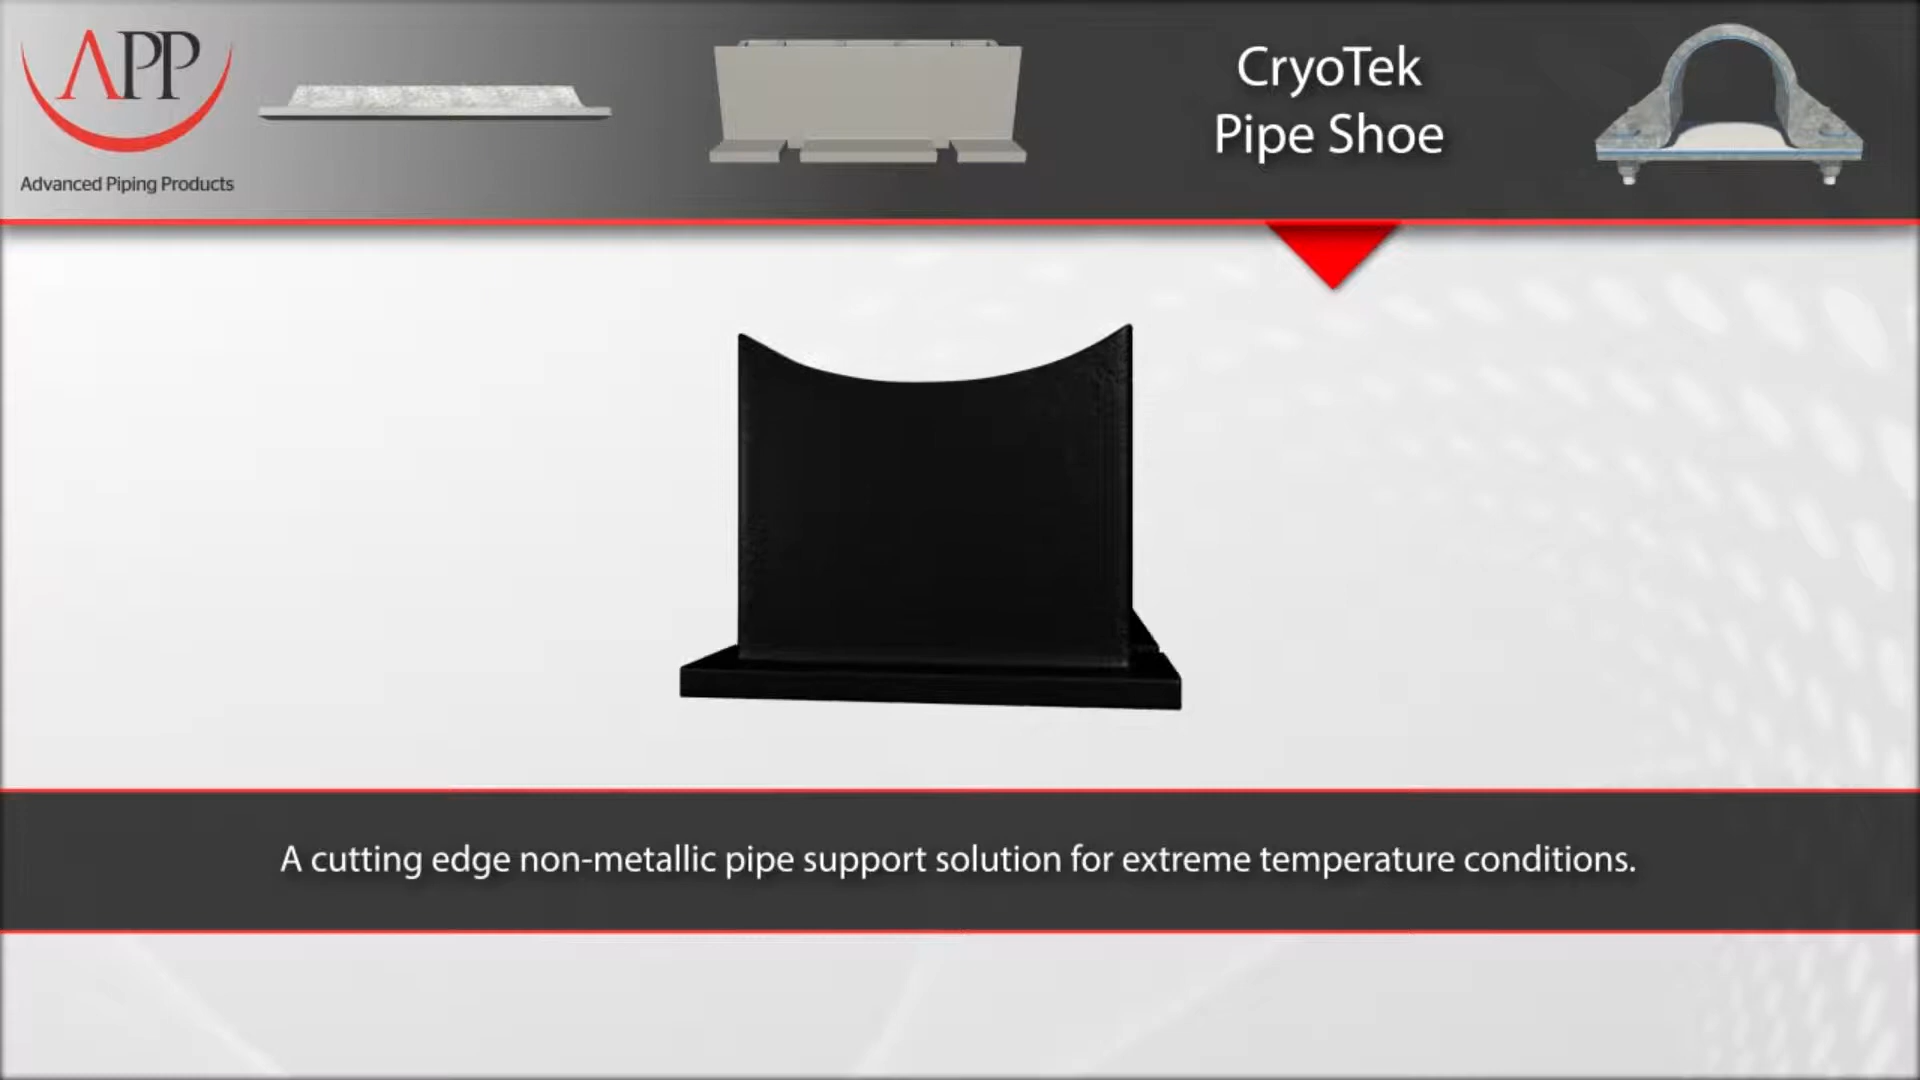 APP
Advanced Piping Products
CryoTek
Pipe Shoe
A cutting edge non-metallic pipe support solution for extreme temperature conditions.